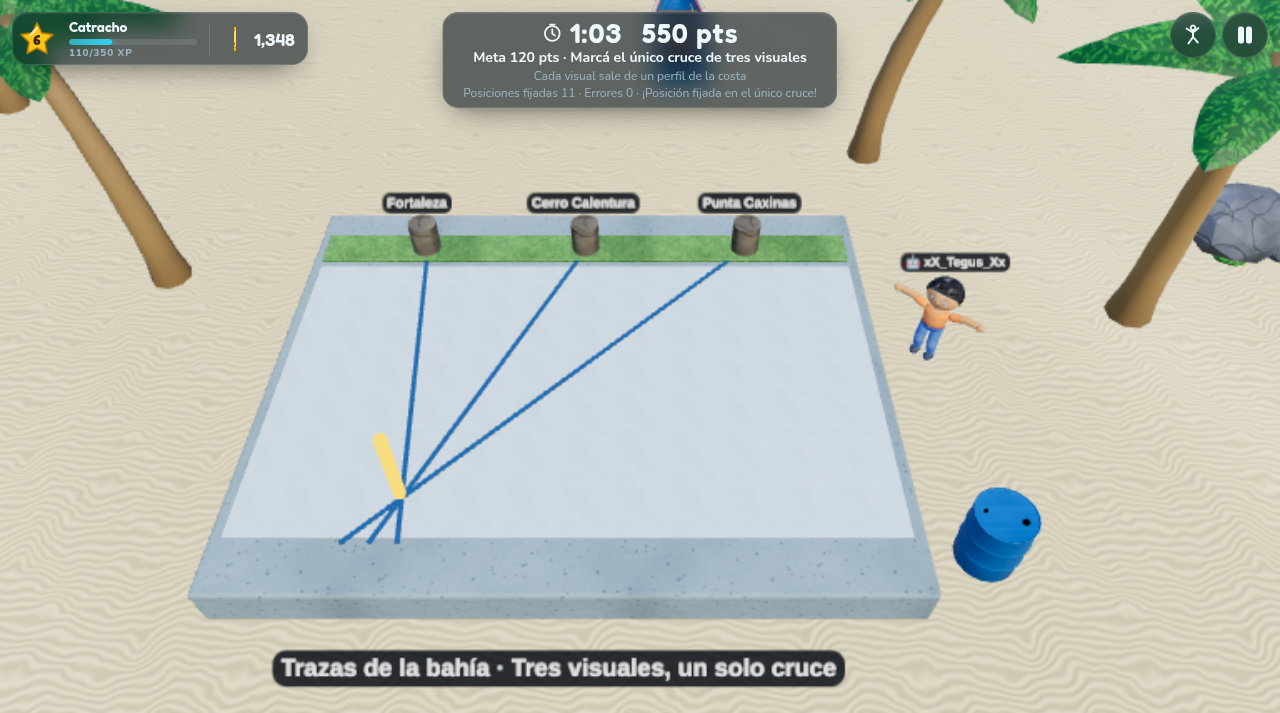 Catracho
6
110/350 XP
1,348
1:03 550 pts
Meta 120 pts · Marcá el único cruce de tres visuales
Cada visual sale de un perfil de la costa
Posiciones fijadas 11 · Errores 0 · ¡Posición fijada en el único cruce!
Fortaleza
Cerro Calentura
Punta Caxinas
xX_Tegus_Xx
Trazas de la bahía · Tres visuales, un solo cruce